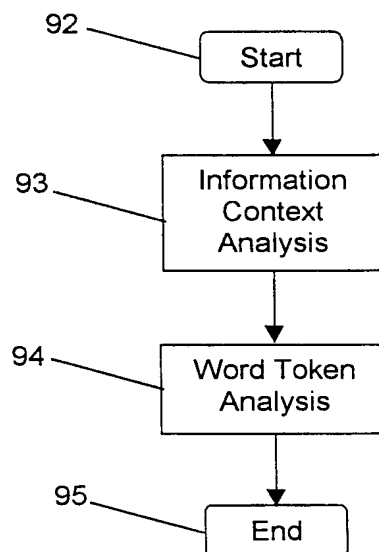 92
Start
93
Information
Context
Analysis
94
Word Token
Analysis
95
End